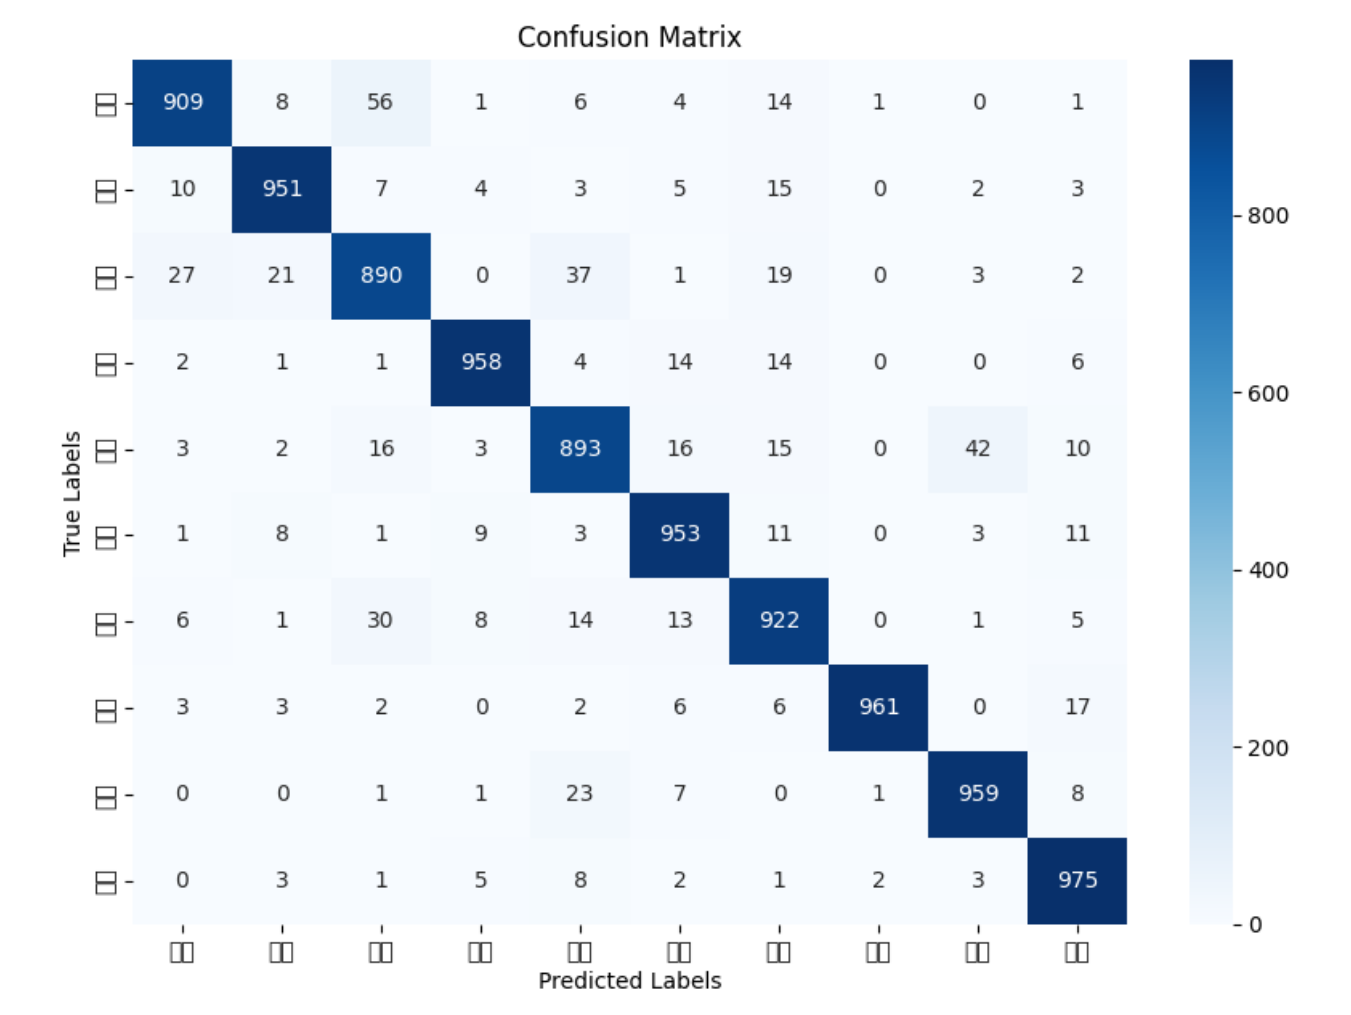 Confusion Matrix
909 8 56 1 6 4 14 1 0 1
10 951 7 4 3 5 15 0 2 3
27 21 890 0 37 1 19 0 3 2
2 1 1 958 4 14 14 0 0 6
3 2 16 3 893 16 15 0 42 10
1 8 1 9 3 953 11 0 3 11
6 1 30 8 14 13 922 0 1 5
3 3 2 0 2 6 6 961 0 17
0 0 1 1 23 7 0 1 959 8
0 3 1 5 8 2 1 2 3 975
True Labels
Predicted Labels
800
600
400
200
0